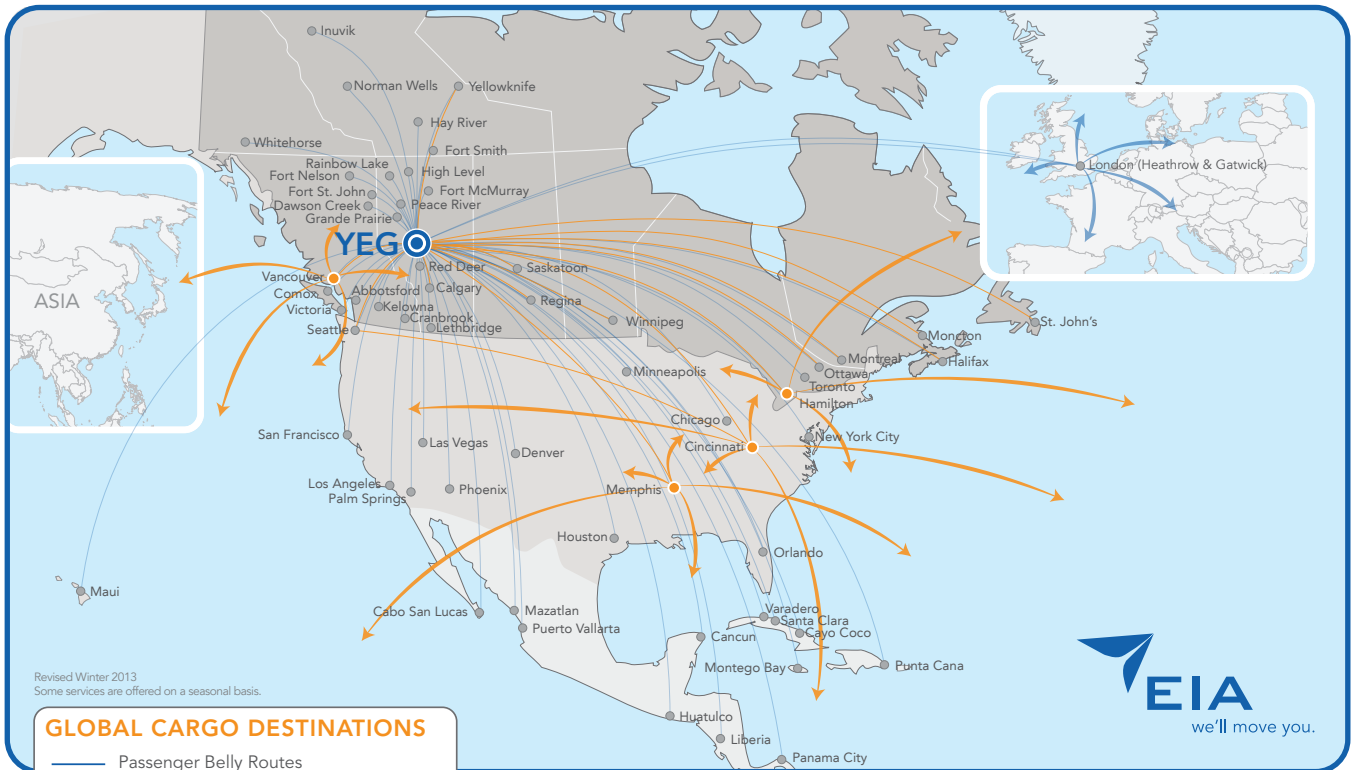 Inuvik
Norman Wells
Yellowknife
Hay River
Whitehorse
Fort Smith
Rainbow Lake
High Level
Fort Nelson
Fort St. John
Fort McMurray
Dawson Creek
Peace River
Grande Prairie
YEG
London (Heathrow & Gatwick)
Red Deer
Saskatoon
Vancouver
Calgary
Abbotsford
Comox
Kelowna
Regina
Victoria
Cranbrook
Winnipeg
Lethbridge
Seattle
ASIA
St. John's
Moncton
Montreal
Halifax
Ottawa
Minneapolis
Toronto
Hamilton
Chicago
San Francisco
Las Vegas
New York City
Cincinnati
Denver
Los Angeles
Palm Springs
Phoenix
Memphis
Houston
Orlando
Maui
Cabo San Lucas
Mazatlan
Varadero
Santa Clara
Puerto Vallarta
Cayo Coco
Cancun
Montego Bay
Punta Cana
Huatulco
Liberia
Panama City
Revised Winter 2013
Some services are offered on a seasonal basis.
GLOBAL CARGO DESTINATIONS
Passenger Belly Routes
EIA
we'll move you.